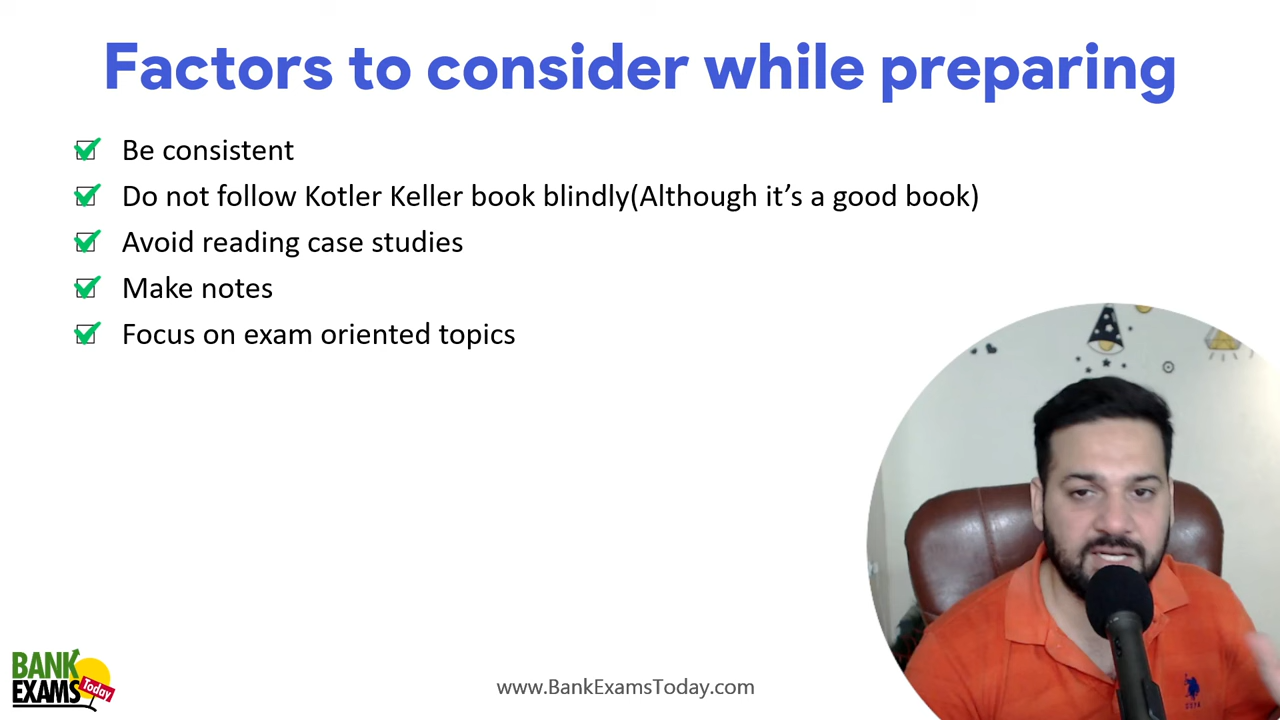 Factors to consider while preparing
Be consistent
Do not follow Kotler Keller book blindly(Although it’s a good book)
Avoid reading case studies
Make notes
Focus on exam oriented topics
BANK
EXAMS
Today
www.BankExamsToday.com